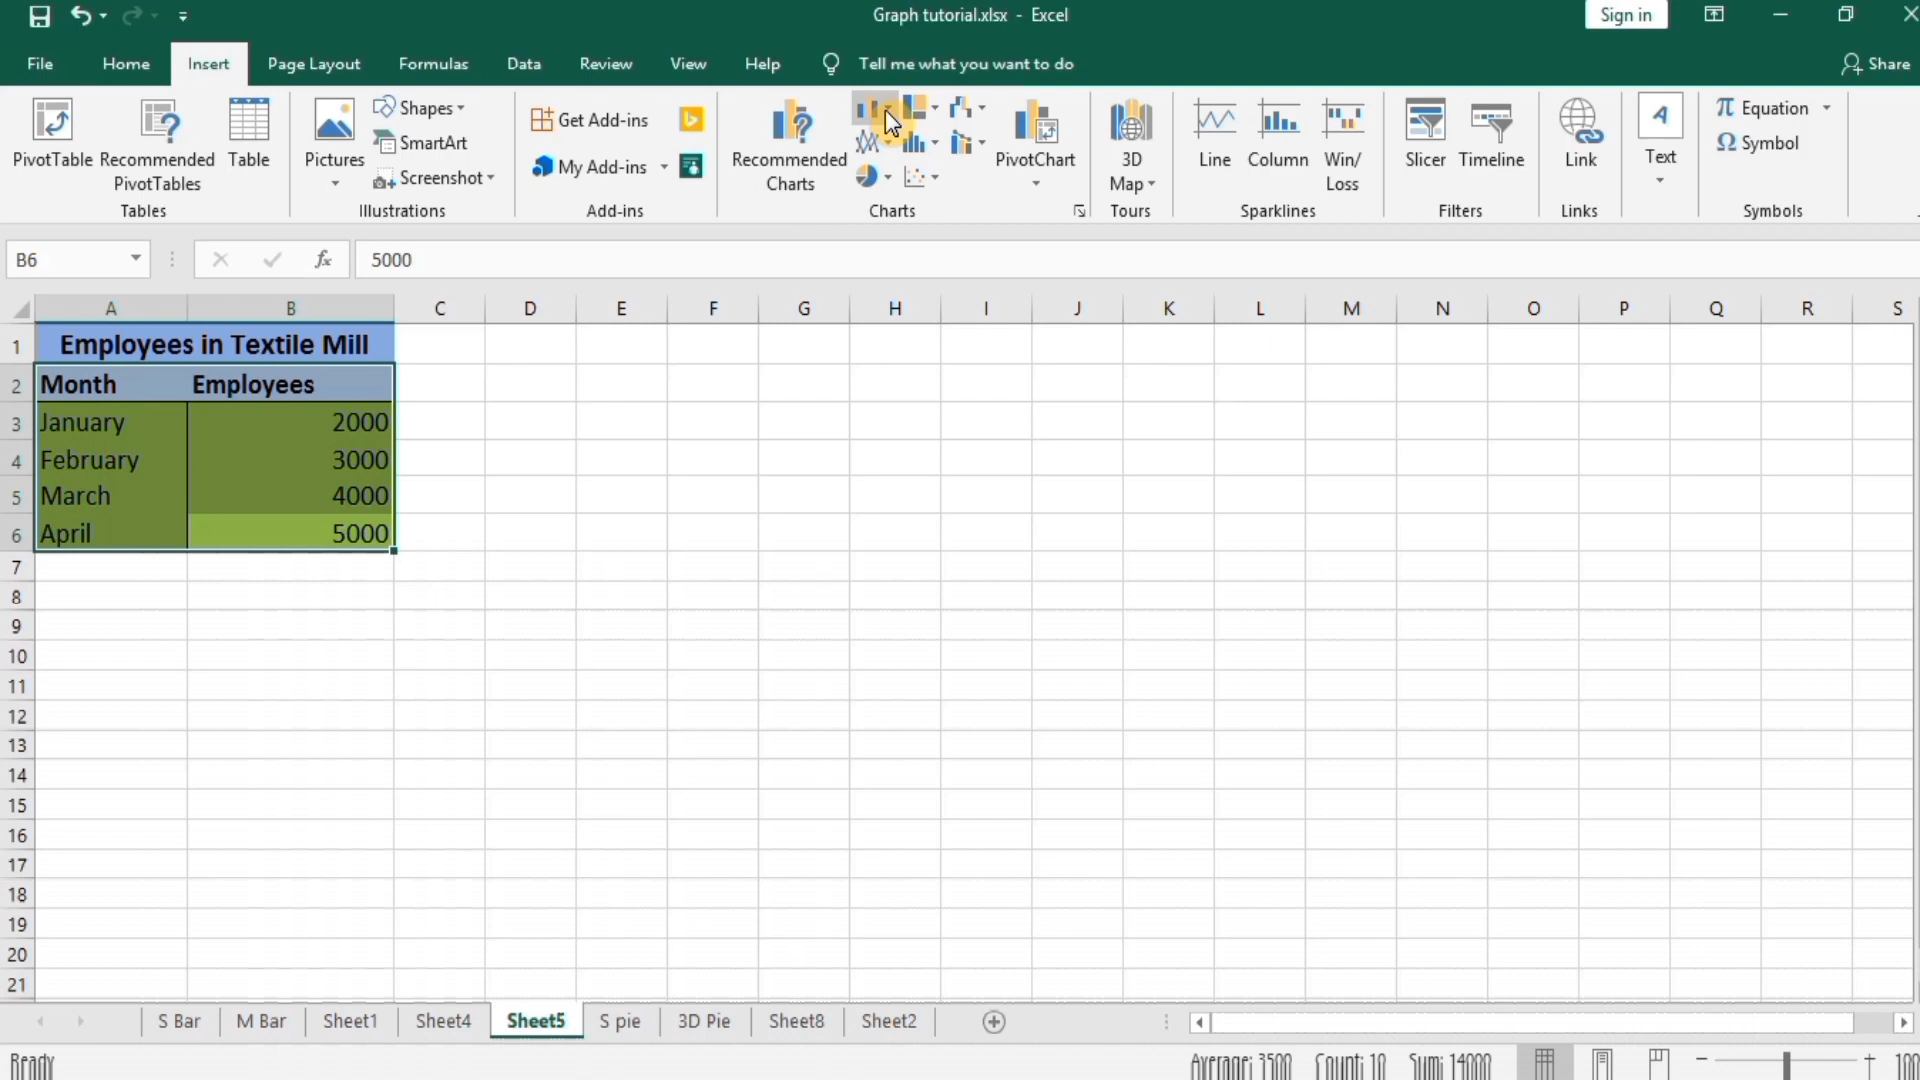 Graph tutorial.xlsx - Excel
Sign in
File Home Insert Page Layout Formulas Data Review View Help Tell me what you want to do Share
PivotTable Recommended PivotTables Table
Tables
Pictures Shapes SmartArt Screenshot
Illustrations
Get Add-ins
My Add-ins
Add-ins
Recommended Charts
PivotChart
Charts
3D Map
Tours
Line Column Win/Loss
Sparklines
Slicer Timeline
Filters
Link
Links
A
Text
π Equation
Ω Symbol
Symbols
B6 fx 5000
A B C D E F G H I J K L M N O P Q R S
1 Employees in Textile Mill
2 Month Employees
3 January 2000
4 February 3000
5 March 4000
6 April 5000
7
8
9
10
11
12
13
14
15
16
17
18
19
20
21
S Bar M Bar Sheet1 Sheet4 Sheet5 S pie 3D Pie Sheet8 Sheet2
Ready Average: 3500 Count: 10 Sum: 14000 100